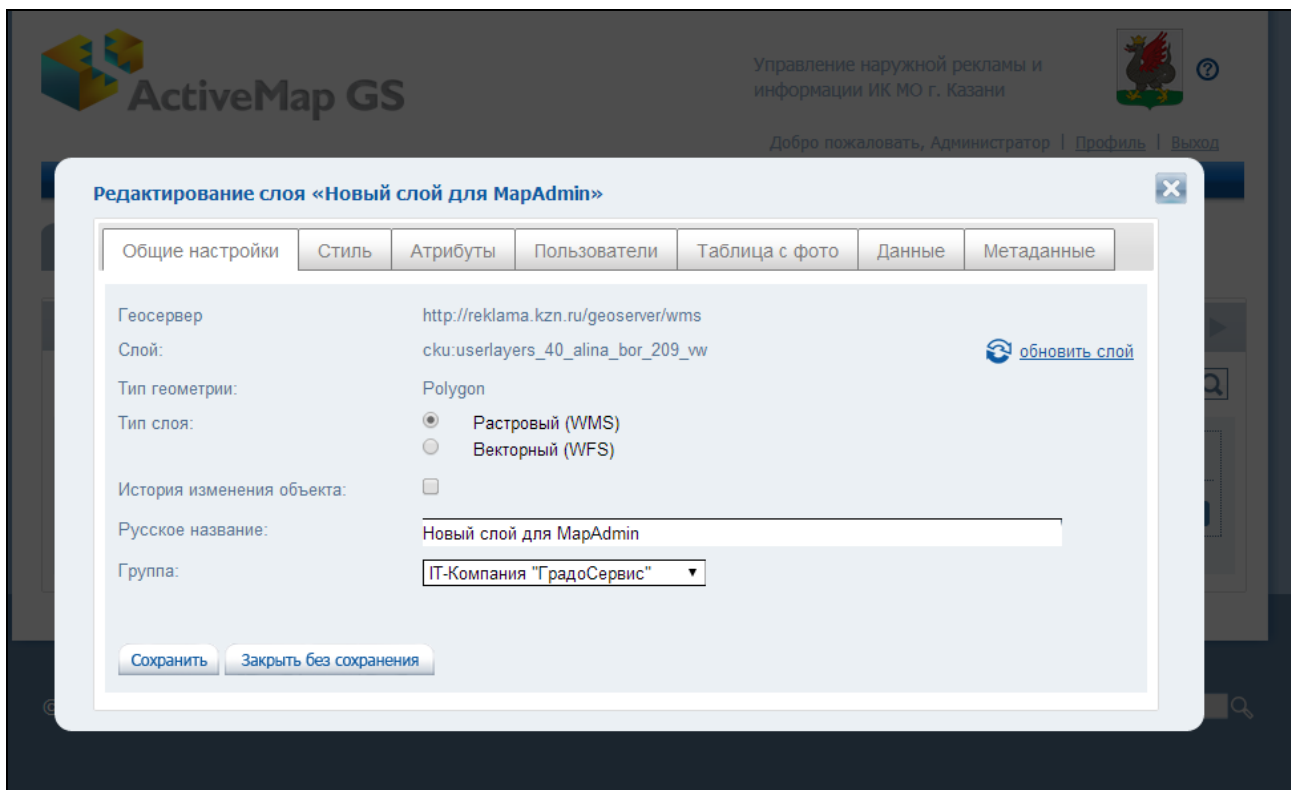 ActiveMap GS
Управление наружной рекламы и
информации ИК МО г. Казани
Добро пожаловать, Администратор | Профиль | Выход
Редактирование слоя «Новый слой для MapAdmin»
Общие настройки Стиль Атрибуты Пользователи Таблица с фото Данные Метаданные
Геосервер http://reklama.kzn.ru/geoserver/wms
Слой: cku:userlayers_40_alina_bor_209_vw обновить слой
Тип геометрии: Polygon
Тип слоя: Растровый (WMS)
Векторный (WFS)
История изменения объекта:
Русское название: Новый слой для MapAdmin
Группа: IT-Компания "ГрадоСервис"
Сохранить Закрыть без сохранения